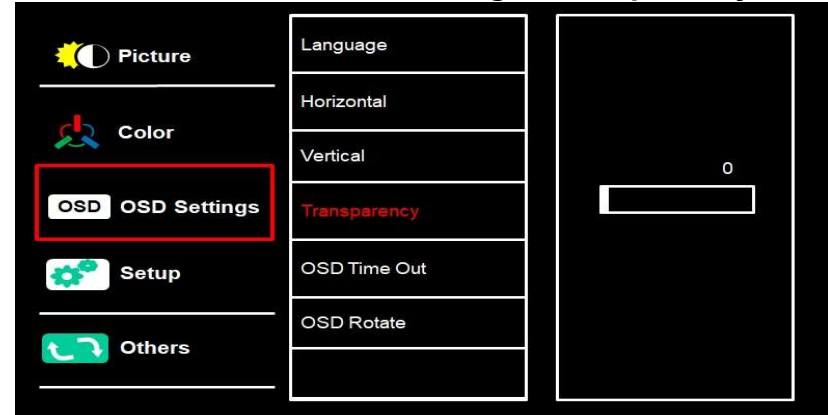 Picture
Color
OSD OSD Settings
Setup
Others
Language
Horizontal
Vertical
Transparency
OSD Time Out
OSD Rotate
0